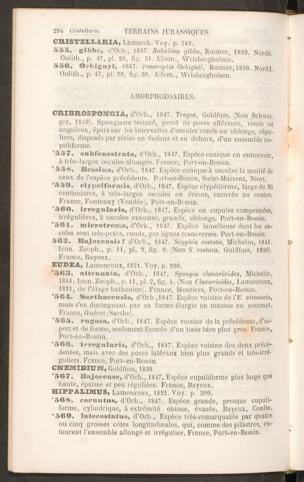 294 Cristellaria. TERRAINS JURASSIQUES.
CRISTELLARIA, Lamarck. Voy. p. 242.
555. gibba, d'Orb., 1847. Robulina gibba, Rœmer, 1839. Nordd.
Oolith., p. 47, pl. 20, fig. 31. Allem., Wrisbergholzen.
556. Orbignyi, 1847. Peneroplis Orbignii, Rœmer, 1839. Nordd.
Oolith., p. 47, pl. 20, fig. 30. Allem., Wrisbergholzen.
AMORPHOZOAIRES.
CRIBROSPONGIA, d'Orb., 1847. Tragos, Goldfuss, (Non Schwei-
ger, 1819). Spongiaire testacé, percé de pores afférens, ronds ou
anguleux, épars sur les intervalles d'oscules ronds ou oblongs, régu-
liers, disposés par séries en dedans et en dehors, d'un ensemble cu-
puliforme.
*557. subfenestrata, d'Orb., 1847. Espèce conique en entonnoir,
à très-larges oscules allongés. France, Port-en-Bessin.
*558. Bessina, d'Orb., 1847. Espèce conique à oscules la moitié de
ceux de l'espèce précédente. Port-en-Bessin, Saint-Maixent, Niort.
*559. clypeiformis, d'Orb., 1847. Espèce clypéiforme, large de 20
centimètres, à très-larges oscules en dessus, excavée au centre.
France, Fontenay (Vendée), Port-en-Bessin.
*560. irregularis, d'Orb., 1847. Espèce en cupules comprimées,
irrégulières, à oscules externes, grands, oblongs. Port-en-Bessin.
*561. microtrema, d'Orb., 1847. Espèce lamelleuse dont les os-
cules sont très-petits, ronds, par lignes transverses. Port-en-Bessin.
562. Bajocensis? d'Orb., 1847. Scyphia costata, Michelin, 1841.
Icon. Zooph., p. 11, pl. 2, fig. 9. (Non S. costata, Goldfuss, 1830).
France, Bayeux.
EUDEA, Lamouroux, 1821. Voy. p. 209.
*563. attenuata, d'Orb., 1847. Spongia clavarioides, Michelin,
1841. Icon. Zooph., p. 11, pl. 2, fig. 4. (Non Clavarioides, Lamouroux,
1821, de l'étage bathonien). France, Moutiers, Port-en-Bessin.
564. Sarthacensis, d'Orb., 1847. Espèce voisine de l'E. attenuata,
mais s'en distinguant par sa forme élargie en massue au sommet.
France, Guéret (Sarthe).
*565. rugosa, d'Orb., 1847. Espèce voisine de la précédente, d'as-
pect et de forme, seulement formée d'un tissu bien plus gros. France,
Port-en-Bessin.
*566. irregularis, d'Orb., 1847. Espèce voisine des deux précé-
dentes, mais avec des pores latéraux bien plus grands et très-irré-
guliers. France, Port-en-Bessin.
CNEMIDIUM, Goldfuss, 1830.
*567. Bajocense, d'Orb., 1847. Espèce cupuliforme plus large que
haute, épaisse et peu régulière. France, Bayeux.
HIPPALIMUS, Lamouroux, 1821. Voy. p. 209.
*568. cornutus, d'Orb., 1847. Espèce grande, presque cupuli-
forme, cylindrique, à extrémité obtuse, évasée. Bayeux, Conlie.
*569. latecostatus, d'Orb., 1847. Espèce très-remarquable par quatre
ou cinq grosses côtes longitudinales, qui, comme des pilastres, en-
tourent l'ensemble allongé et irrégulier. France, Port-en-Bessin.